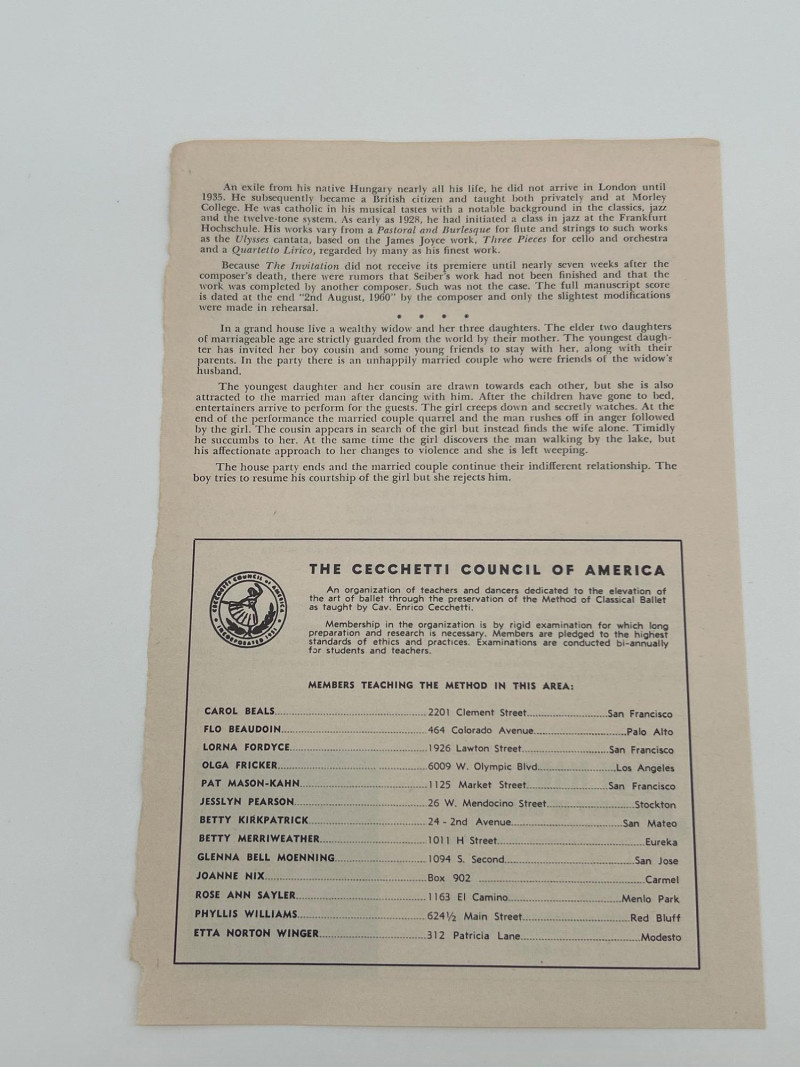 An exile from his native Hungary nearly all his life, he did not arrive in London until
1935. He subsequently became a British citizen and taught both privately and at Morley
College. He was catholic in his musical tastes with a notable background in the classics, jazz
and the twelve-tone system. As early as 1928, he had initiated a class in jazz at the Frankfurt
Hochschule. His works vary from a Pastoral and Burlesque for flute and strings to such works
as the Ulysses cantata, based on the James Joyce work, Three Pieces for cello and orchestra
and a Quartetto Lirico, regarded by many as his finest work.
Because The Invitation did not receive its premiere until nearly seven weeks after the
composer's death, there were rumors that Seiber's work had not been finished and that the
work was completed by another composer. Such was not the case. The full manuscript score
is dated at the end "2nd August, 1960" by the composer and only the slightest modifications
were made in rehearsal.
* * * *
In a grand house live a wealthy widow and her three daughters. The elder two daughters
of marriageable age are strictly guarded from the world by their mother. The youngest daugh-
ter has invited her boy cousin and some young friends to stay with her, along with their
parents. In the party there is an unhappily married couple who were friends of the widow's
husband.
The youngest daughter and her cousin are drawn towards each other, but she is also
attracted to the married man after dancing with him. After the children have gone to bed,
entertainers arrive to perform for the guests. The girl creeps down and secretly watches. At the
end of the performance the married couple quarrel and the man rushes off in anger followed
by the girl. The cousin appears in search of the girl but instead finds the wife alone. Timidly
he succumbs to her. At the same time the girl discovers the man walking by the lake, but
his affectionate approach to her changes to violence and she is left weeping.
The house party ends and the married couple continue their indifferent relationship. The
boy tries to resume his courtship of the girl but she rejects him.
CECCHETTI COUNCIL OF AMERICA
INCORPORATED 1951
THE CECCHETTI COUNCIL OF AMERICA
An organization of teachers and dancers dedicated to the elevation of
the art of ballet through the preservation of the Method of Classical Ballet
as taught by Cav. Enrico Cecchetti.
Membership in the organization is by rigid examination for which long
preparation and research is necessary. Members are pledged to the highest
standards of ethics and practices. Examinations are conducted bi-annually
for students and teachers.
MEMBERS TEACHING THE METHOD IN THIS AREA:
CAROL BEALS 2201 Clement Street San Francisco
FLO BEAUDOIN 464 Colorado Avenue Palo Alto
LORNA FORDYCE 1926 Lawton Street San Francisco
OLGA FRICKER 6009 W. Olympic Blvd. Los Angeles
PAT MASON-KAHN 1125 Market Street San Francisco
JESSLYN PEARSON 26 W. Mendocino Street Stockton
BETTY KIRKPATRICK 24 - 2nd Avenue San Mateo
BETTY MERRIWEATHER 1011 H Street Eureka
GLENNA BELL MOENNING 1094 S. Second San Jose
JOANNE NIX Box 902 Carmel
ROSE ANN SAYLER 1163 El Camino Menlo Park
PHYLLIS WILLIAMS 624½ Main Street Red Bluff
ETTA NORTON WINGER 312 Patricia Lane Modesto